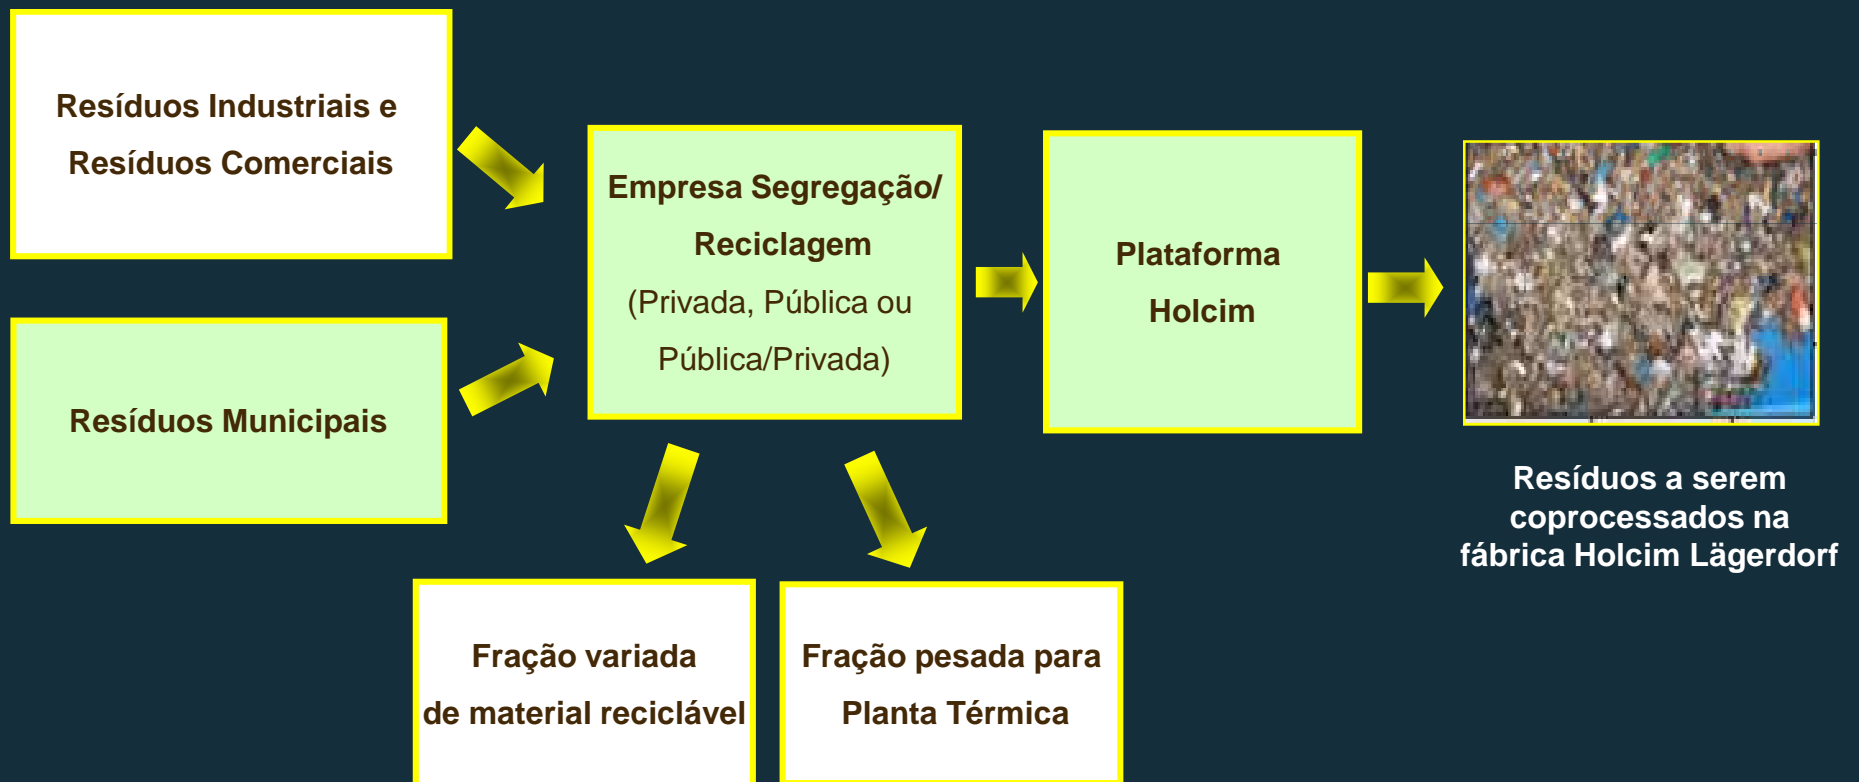 Resíduos Industriais e
Resíduos Comerciais
Resíduos Municipais
Empresa Segregação/
Reciclagem
(Privada, Pública ou
Pública/Privada)
Plataforma
Holcim
Resíduos a serem
coprocessados na
fábrica Holcim Lägerdorf
Fração variada
de material reciclável
Fração pesada para
Planta Térmica